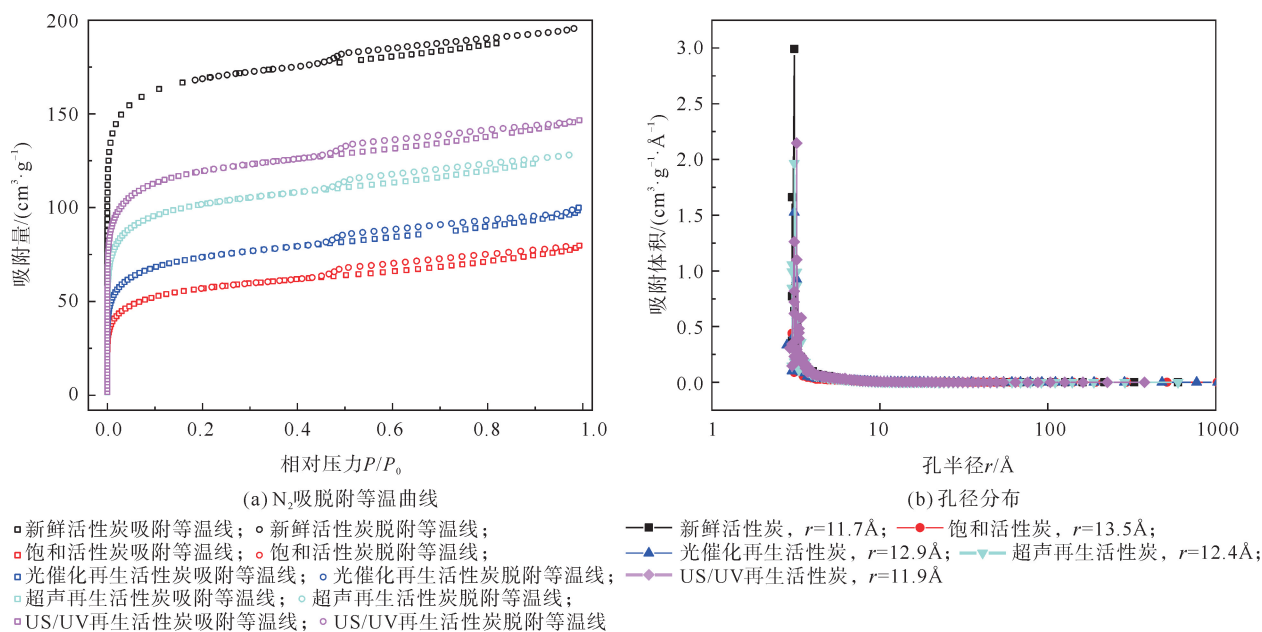 200
150
100
50
0
吸附量/(cm³·g⁻¹)
0.0 0.2 0.4 0.6 0.8 1.0
相对压力P/P₀
(a) N₂吸脱附等温曲线
新鲜活性炭吸附等温线； 新鲜活性炭脱附等温线；
饱和活性炭吸附等温线； 饱和活性炭脱附等温线；
光催化再生活性炭吸附等温线； 光催化再生活性炭脱附等温线；
超声再生活性炭吸附等温线； 超声再生活性炭脱附等温线；
US/UV再生活性炭吸附等温线； US/UV再生活性炭脱附等温线
3.0
2.5
2.0
1.5
1.0
0.5
0.0
吸附体积/(cm³·g⁻¹·Å⁻¹)
1 10 100 1000
孔半径r/Å
(b) 孔径分布
新鲜活性炭, r=11.7Å； 饱和活性炭, r=13.5Å；
光催化再生活性炭, r=12.9Å； 超声再生活性炭, r=12.4Å；
US/UV再生活性炭, r=11.9Å